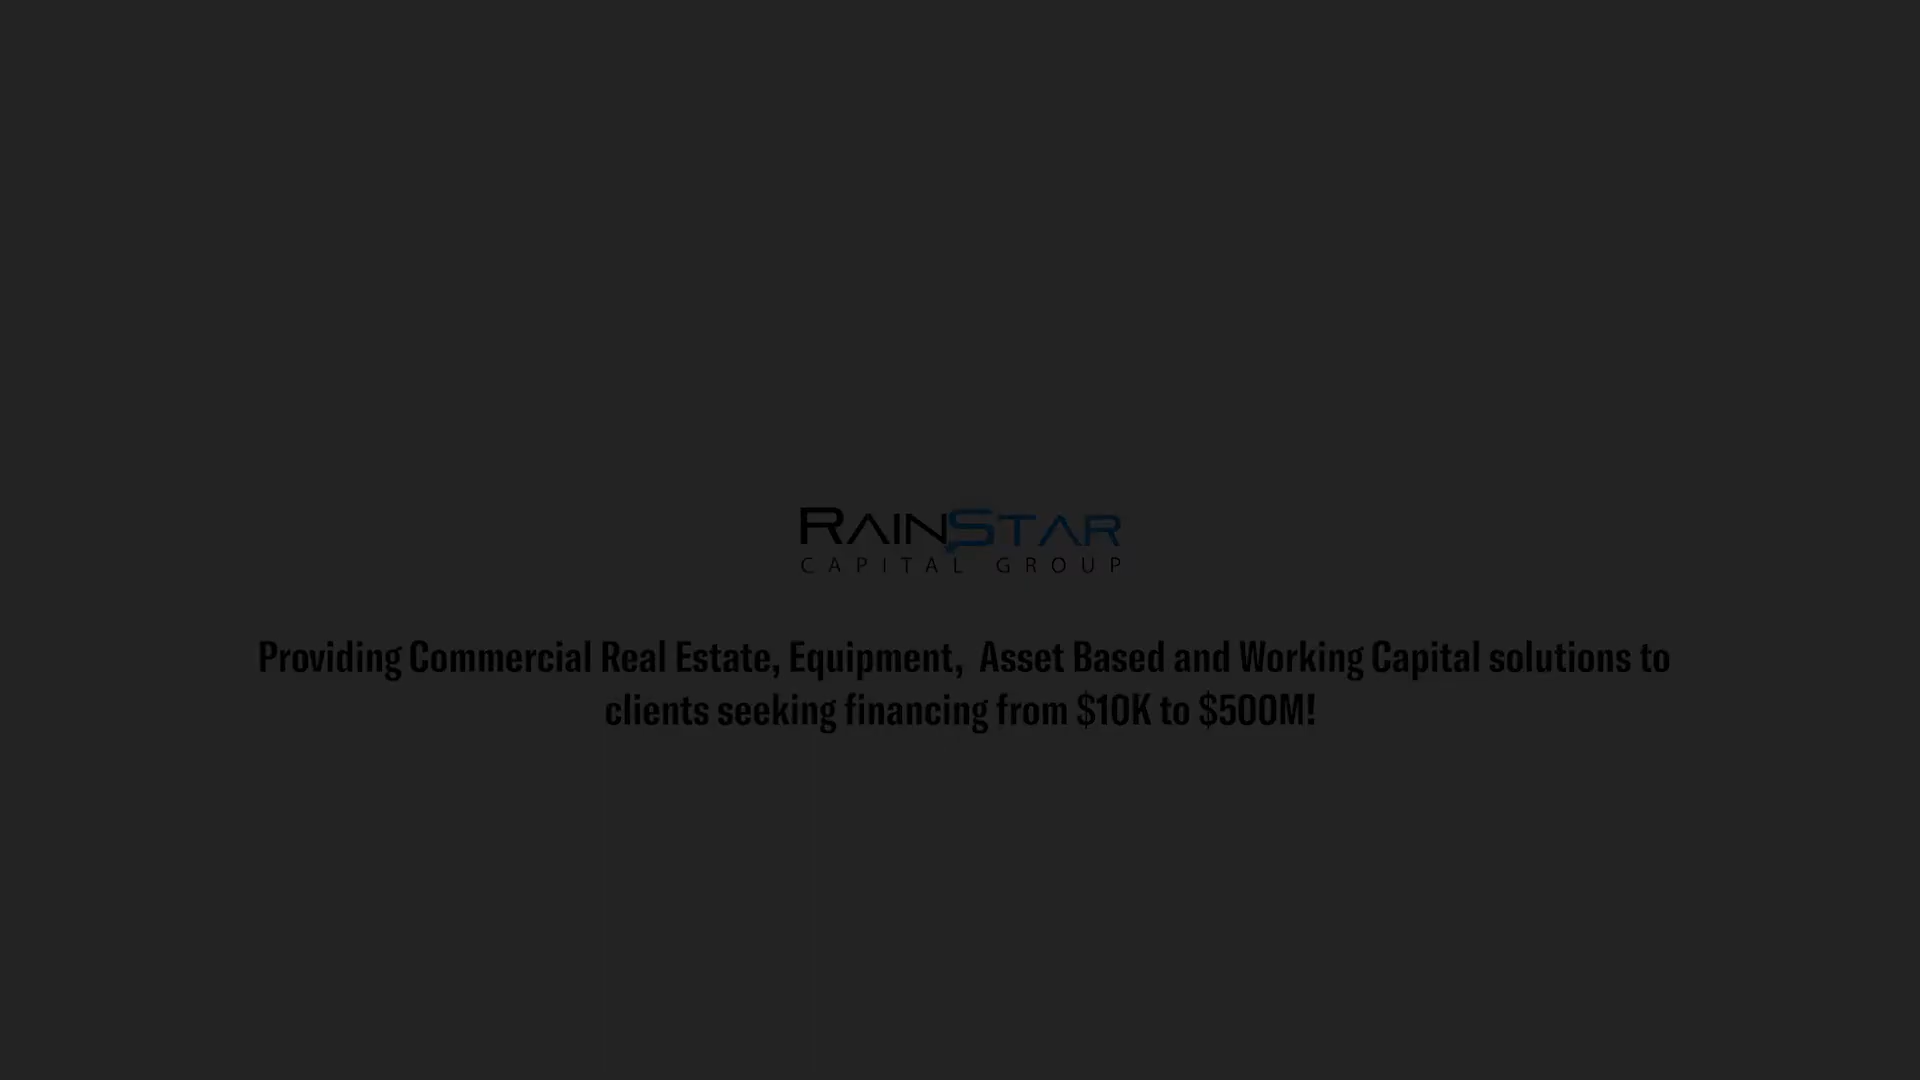 RAINSTAR
CAPITAL GROUP
Providing Commercial Real Estate, Equipment,  Asset Based and Working Capital solutions to
clients seeking financing from $10K to $500M!